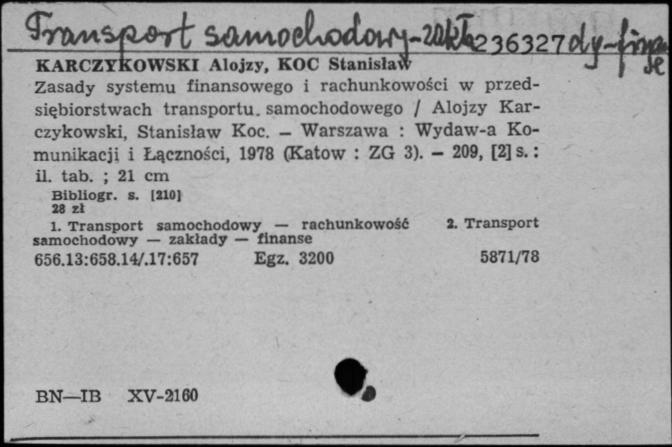 Transport samochodowy-zakła 236327 dy-finan
se
KARCZYKOWSKI Alojzy, KOC Stanisław
Zasady systemu finansowego i rachunkowości w przed-
siębiorstwach transportu. samochodowego / Alojzy Kar-
czykowski, Stanisław Koc. — Warszawa : Wydaw-a Ko-
munikacji i Łączności, 1978 (Katow : ZG 3). — 209, [2] s. :
il. tab. ; 21 cm
Bibliogr. s. [210]
28 zł
1. Transport samochodowy — rachunkowość 2. Transport
samochodowy — zakłady — finanse
656.13:658.14/.17:657 Egz. 3200 5871/78
BN—IB XV-2160